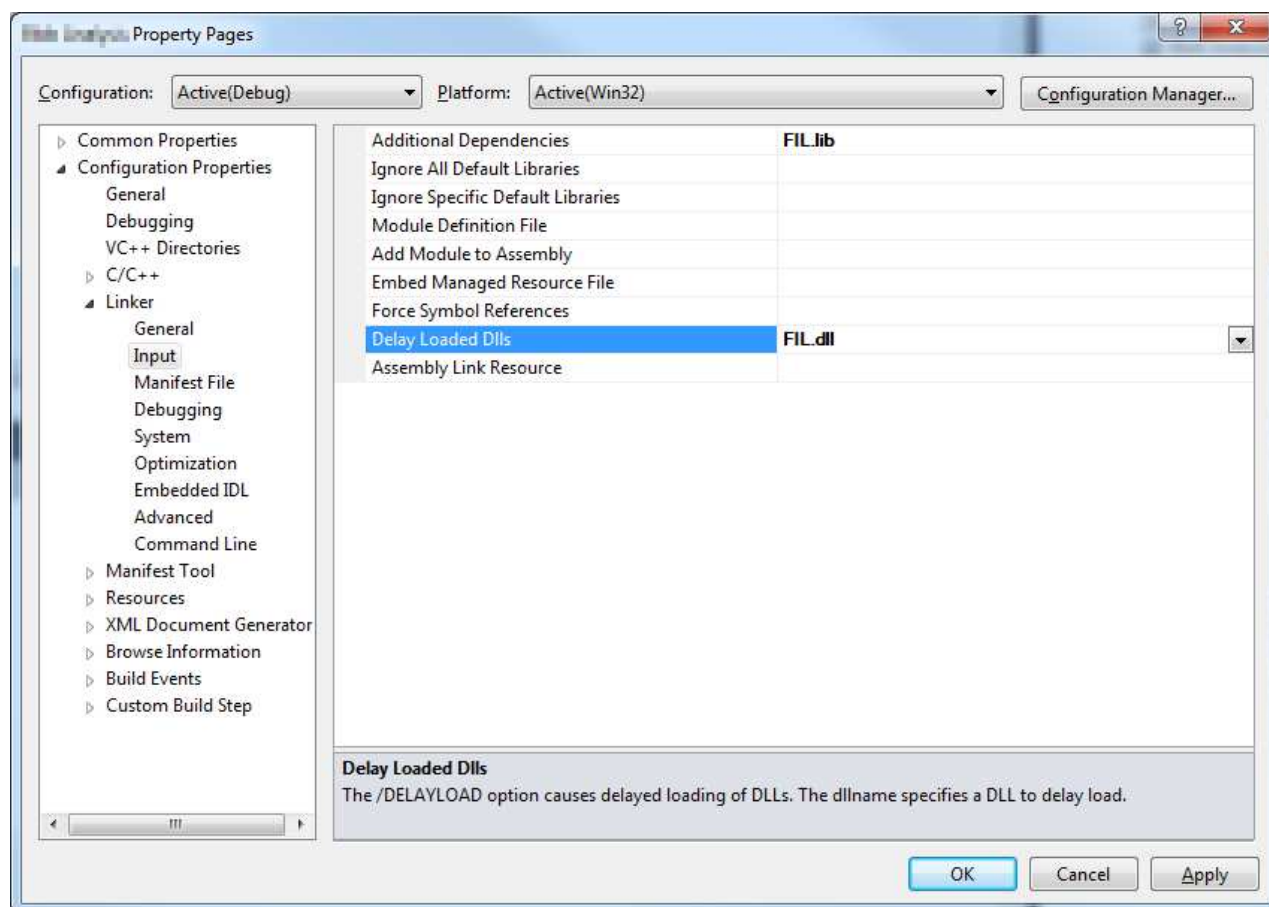 Property Pages
Configuration: Active(Debug) Platform: Active(Win32) Configuration Manager...
Common Properties
Configuration Properties
General
Debugging
VC++ Directories
C/C++
Linker
General
Input
Manifest File
Debugging
System
Optimization
Embedded IDL
Advanced
Command Line
Manifest Tool
Resources
XML Document Generator
Browse Information
Build Events
Custom Build Step
Additional Dependencies FIL.lib
Ignore All Default Libraries
Ignore Specific Default Libraries
Module Definition File
Add Module to Assembly
Embed Managed Resource File
Force Symbol References
Delay Loaded Dlls FIL.dll
Assembly Link Resource
Delay Loaded Dlls
The /DELAYLOAD option causes delayed loading of DLLs. The dllname specifies a DLL to delay load.
OK Cancel Apply